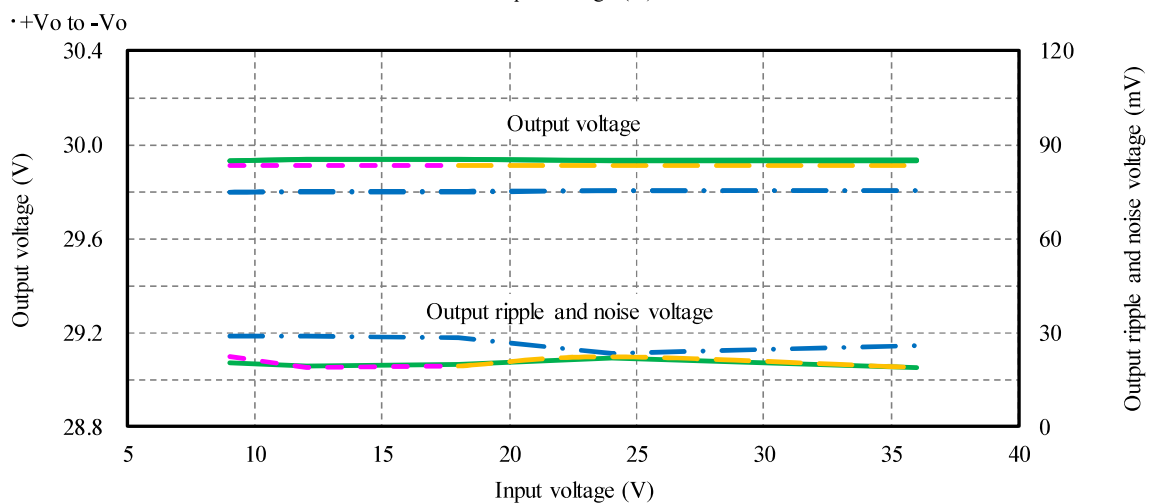 ·+Vo to -Vo
30.4
30.0
29.6
29.2
28.8
Output voltage (V)
Output voltage
Output ripple and noise voltage
120
90
60
30
0
Output ripple and noise voltage (mV)
5 10 15 20 25 30 35 40
Input voltage (V)